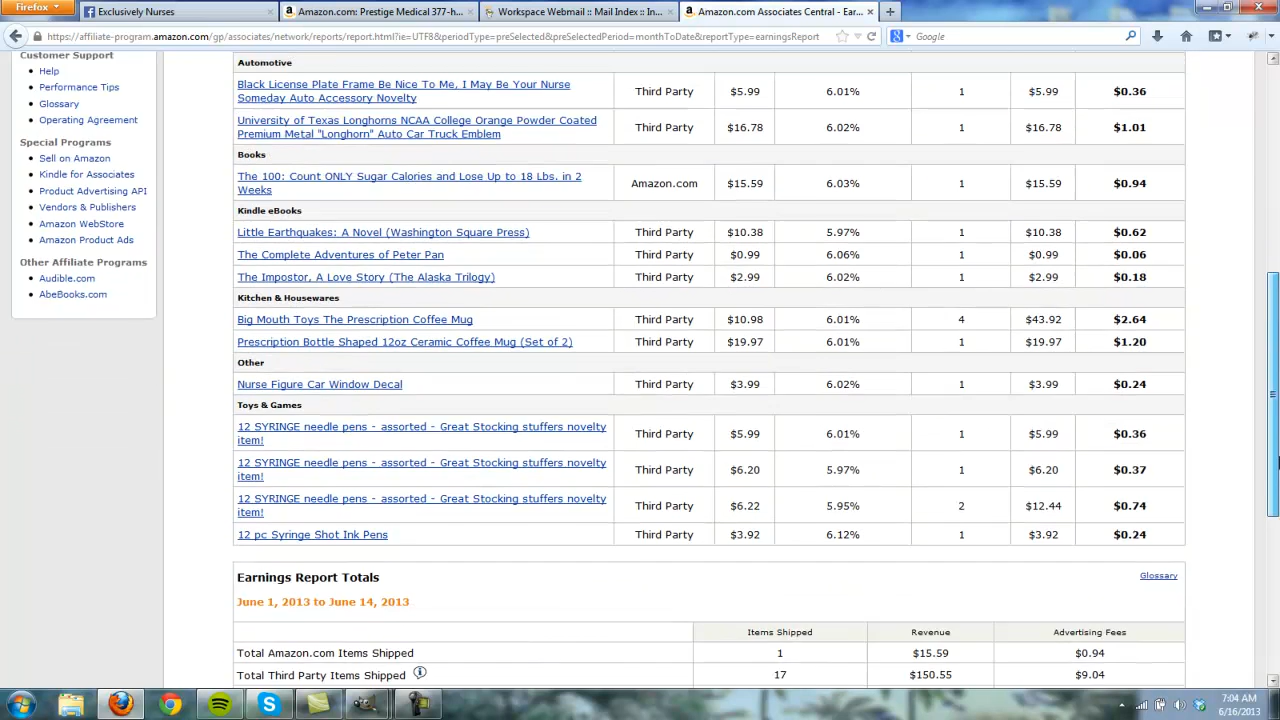 Firefox
Exclusively Nurses
Amazon.com: Prestige Medical 377-h...
Workspace Webmail :: Mail Index :: In...
Amazon.com Associates Central - Ear...
https://affiliate-program.amazon.com/gp/associates/network/reports/report.html?ie=UTF8&periodType=preSelected&preSelectedPeriod=monthToDate&reportType=earningsReport
Google
Customer Support
Help
Performance Tips
Glossary
Operating Agreement
Special Programs
Sell on Amazon
Kindle for Associates
Product Advertising API
Vendors & Publishers
Amazon WebStore
Amazon Product Ads
Other Affiliate Programs
Audible.com
AbeBooks.com
Automotive
Black License Plate Frame Be Nice To Me, I May Be Your Nurse
Someday Auto Accessory Novelty
Third Party $5.99 6.01% 1 $5.99 $0.36
University of Texas Longhorns NCAA College Orange Powder Coated
Premium Metal "Longhorn" Auto Car Truck Emblem
Third Party $16.78 6.02% 1 $16.78 $1.01
Books
The 100: Count ONLY Sugar Calories and Lose Up to 18 Lbs. in 2
Weeks
Amazon.com $15.59 6.03% 1 $15.59 $0.94
Kindle eBooks
Little Earthquakes: A Novel (Washington Square Press) Third Party $10.38 5.97% 1 $10.38 $0.62
The Complete Adventures of Peter Pan Third Party $0.99 6.06% 1 $0.99 $0.06
The Impostor, A Love Story (The Alaska Trilogy) Third Party $2.99 6.02% 1 $2.99 $0.18
Kitchen & Housewares
Big Mouth Toys The Prescription Coffee Mug Third Party $10.98 6.01% 4 $43.92 $2.64
Prescription Bottle Shaped 12oz Ceramic Coffee Mug (Set of 2) Third Party $19.97 6.01% 1 $19.97 $1.20
Other
Nurse Figure Car Window Decal Third Party $3.99 6.02% 1 $3.99 $0.24
Toys & Games
12 SYRINGE needle pens - assorted - Great Stocking stuffers novelty
item!
Third Party $5.99 6.01% 1 $5.99 $0.36
12 SYRINGE needle pens - assorted - Great Stocking stuffers novelty
item!
Third Party $6.20 5.97% 1 $6.20 $0.37
12 SYRINGE needle pens - assorted - Great Stocking stuffers novelty
item!
Third Party $6.22 5.95% 2 $12.44 $0.74
12 pc Syringe Shot Ink Pens Third Party $3.92 6.12% 1 $3.92 $0.24
Earnings Report Totals
Glossary
June 1, 2013 to June 14, 2013
Items Shipped Revenue Advertising Fees
Total Amazon.com Items Shipped 1 $15.59 $0.94
Total Third Party Items Shipped 17 $150.55 $9.04
7:04 AM
6/16/2013